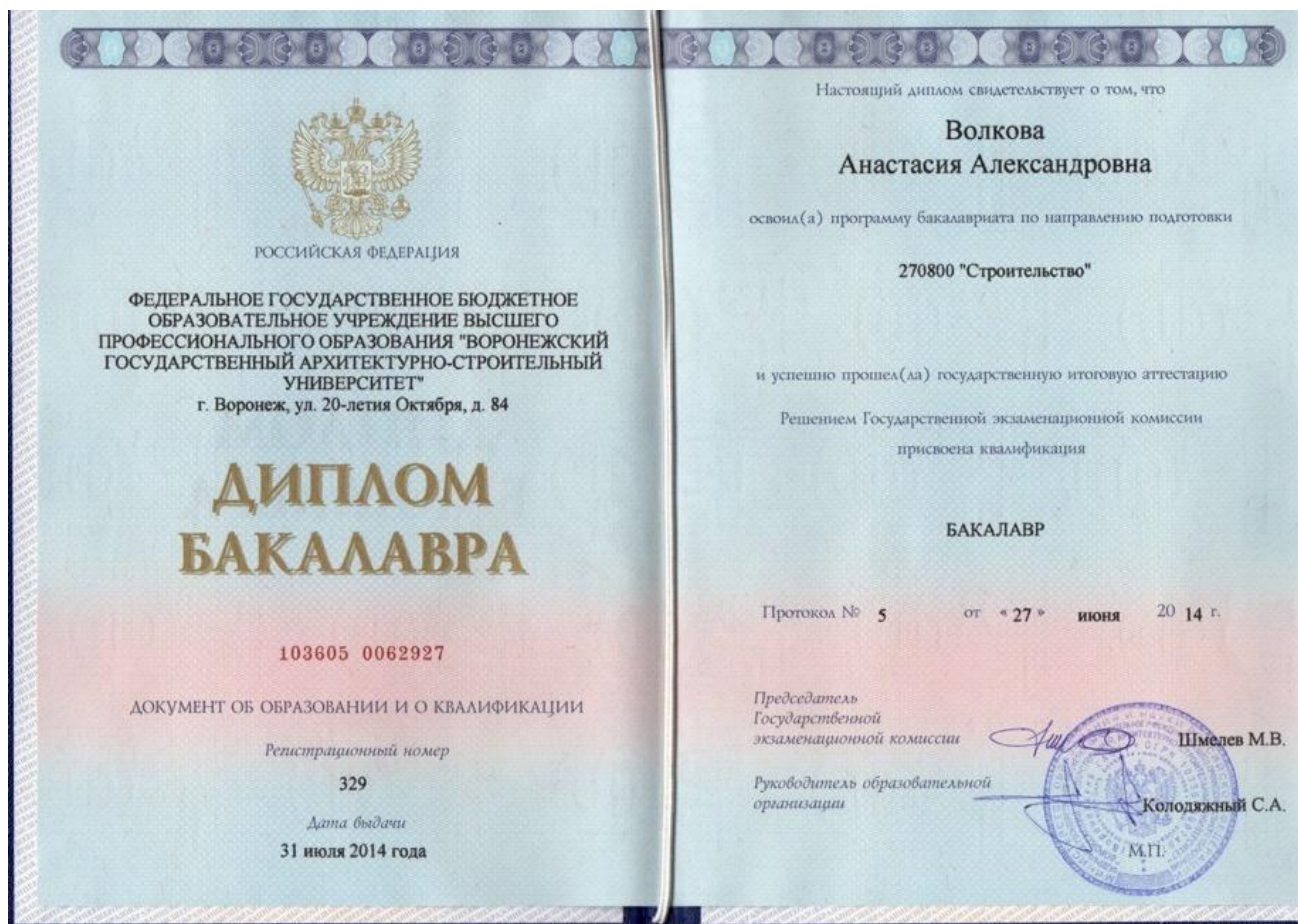 РОССИЙСКАЯ ФЕДЕРАЦИЯ
ФЕДЕРАЛЬНОЕ ГОСУДАРСТВЕННОЕ БЮДЖЕТНОЕ
ОБРАЗОВАТЕЛЬНОЕ УЧРЕЖДЕНИЕ ВЫСШЕГО
ПРОФЕССИОНАЛЬНОГО ОБРАЗОВАНИЯ "ВОРОНЕЖСКИЙ
ГОСУДАРСТВЕННЫЙ АРХИТЕКТУРНО-СТРОИТЕЛЬНЫЙ
УНИВЕРСИТЕТ"
г. Воронеж, ул. 20-летия Октября, д. 84
ДИПЛОМ
БАКАЛАВРА
103605 0062927
ДОКУМЕНТ ОБ ОБРАЗОВАНИИ И О КВАЛИФИКАЦИИ
Регистрационный номер
329
Дата выдачи
31 июля 2014 года
Настоящий диплом свидетельствует о том, что
Волкова
Анастасия Александровна
освоил(а) программу бакалавриата по направлению подготовки
270800 "Строительство"
и успешно прошел(ла) государственную итоговую аттестацию
Решением Государственной экзаменационной комиссии
присвоена квалификация
БАКАЛАВР
Протокол № 5 от « 27 » июня 20 14 г.
Председатель
Государственной
экзаменационной комиссии Шмелев М.В.
Руководитель образовательной
организации Колодяжный С.А.
М.П.